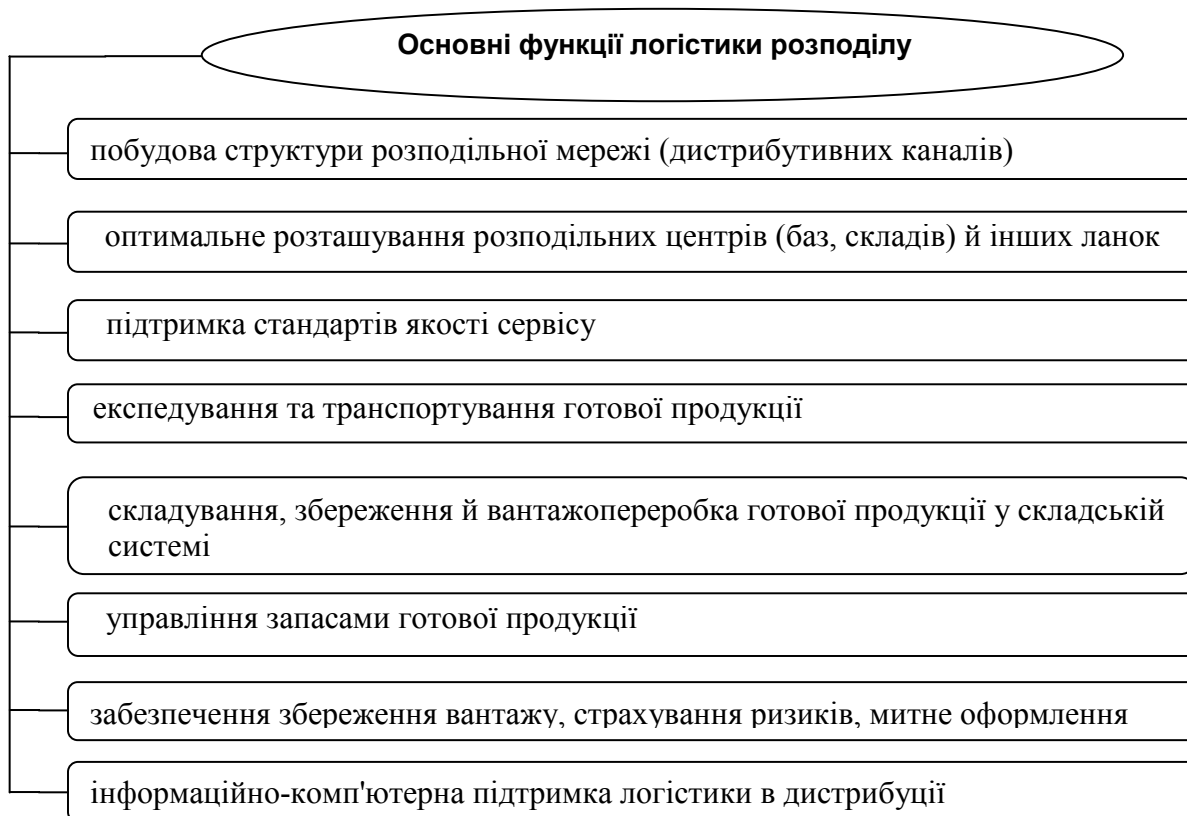 Основні функції логістики розподілу
побудова структури розподільної мережі (дистрибутивних каналів)
оптимальне розташування розподільних центрів (баз, складів) й інших ланок
підтримка стандартів якості сервісу
експедування та транспортування готової продукції
складування, збереження й вантажопереробка готової продукції у складській
системі
управління запасами готової продукції
забезпечення збереження вантажу, страхування ризиків, митне оформлення
інформаційно-комп'ютерна підтримка логістики в дистрибуції